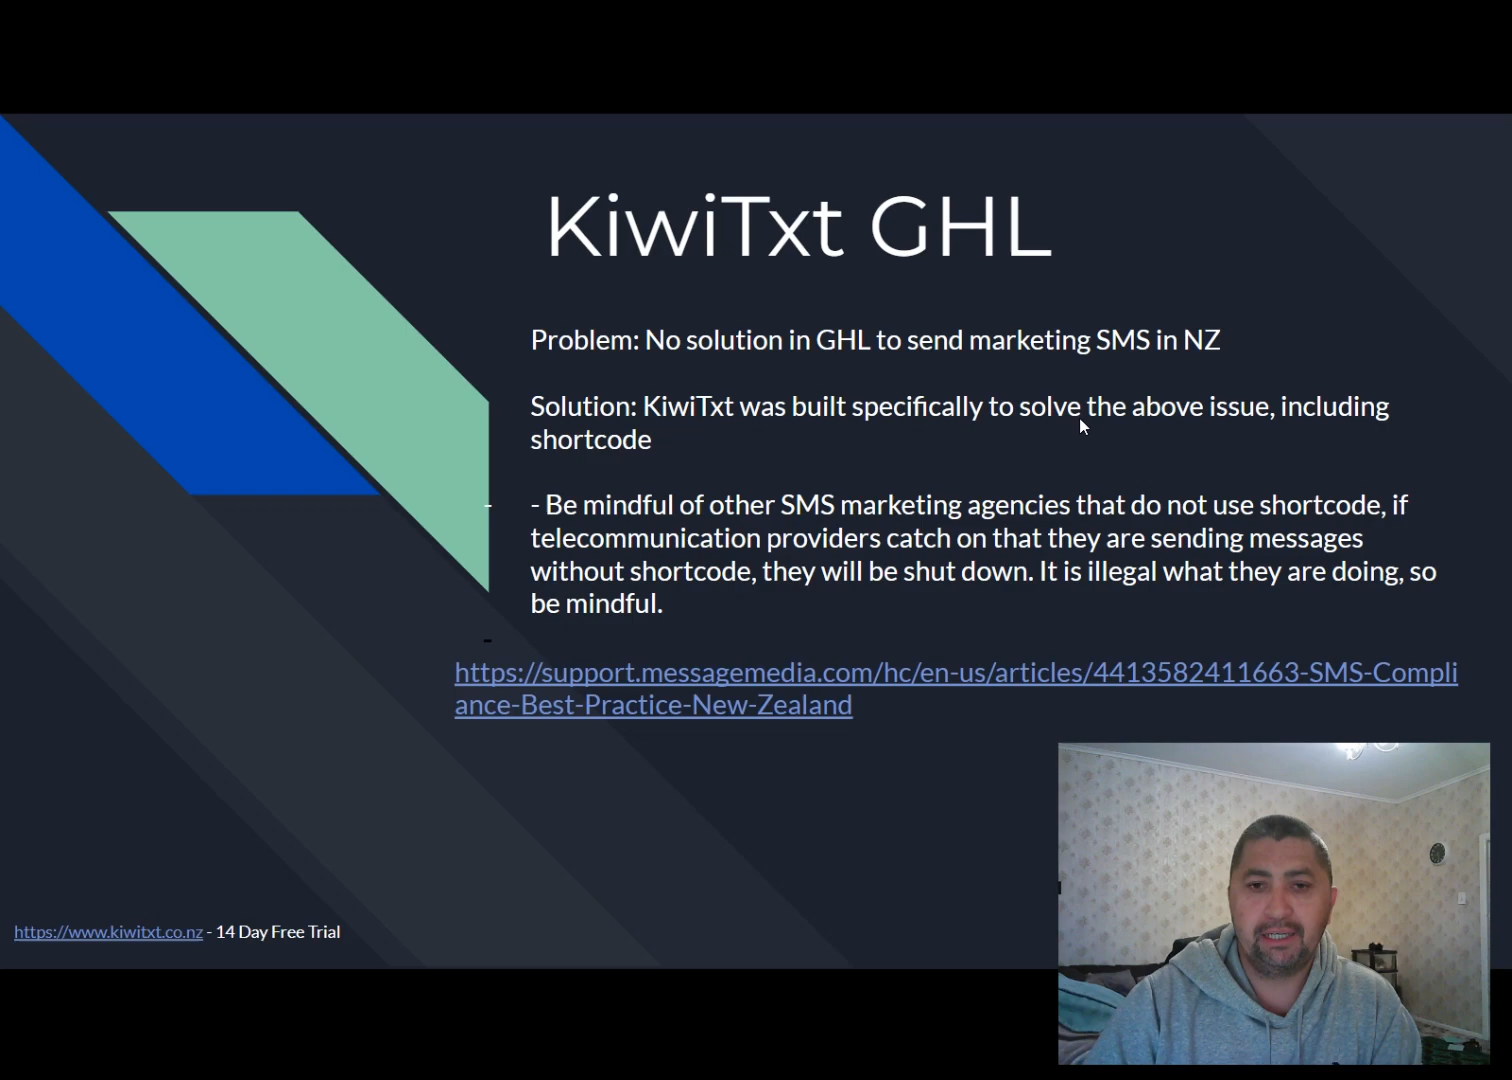 KiwiTxt GHL
Problem: No solution in GHL to send marketing SMS in NZ
Solution: KiwiTxt was built specifically to solve the above issue, including
shortcode
- - Be mindful of other SMS marketing agencies that do not use shortcode, if
telecommunication providers catch on that they are sending messages
without shortcode, they will be shut down. It is illegal what they are doing, so
be mindful.
-
https://support.messagemedia.com/hc/en-us/articles/4413582411663-SMS-Compli
ance-Best-Practice-New-Zealand
https://www.kiwitxt.co.nz - 14 Day Free Trial